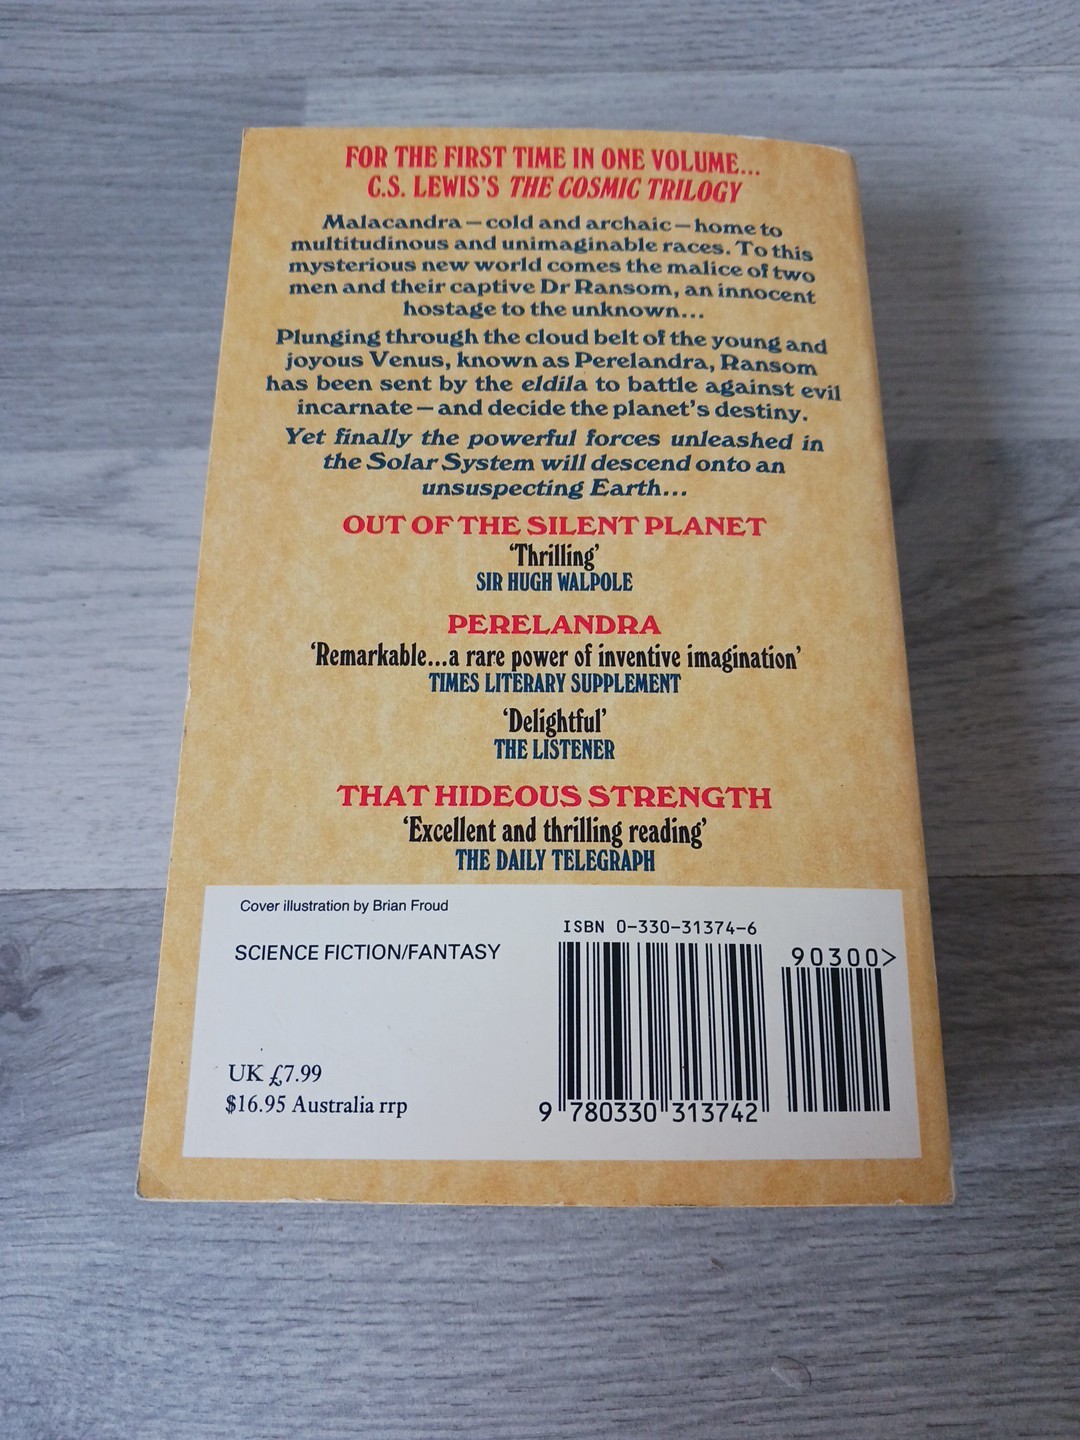 FOR THE FIRST TIME IN ONE VOLUME...
C.S. LEWIS'S THE COSMIC TRILOGY
Malacandra — cold and archaic — home to
multitudinous and unimaginable races. To this
mysterious new world comes the malice of two
men and their captive Dr Ransom, an innocent
hostage to the unknown...
Plunging through the cloud belt of the young and
joyous Venus, known as Perelandra, Ransom
has been sent by the eldila to battle against evil
incarnate — and decide the planet's destiny.
Yet finally the powerful forces unleashed in
the Solar System will descend onto an
unsuspecting Earth...
OUT OF THE SILENT PLANET
'Thrilling'
SIR HUGH WALPOLE
PERELANDRA
'Remarkable...a rare power of inventive imagination'
TIMES LITERARY SUPPLEMENT
'Delightful'
THE LISTENER
THAT HIDEOUS STRENGTH
'Excellent and thrilling reading'
THE DAILY TELEGRAPH
Cover illustration by Brian Froud
SCIENCE FICTION/FANTASY
UK £7.99
$16.95 Australia rrp
ISBN 0-330-31374-6
90300>
9 780330 313742